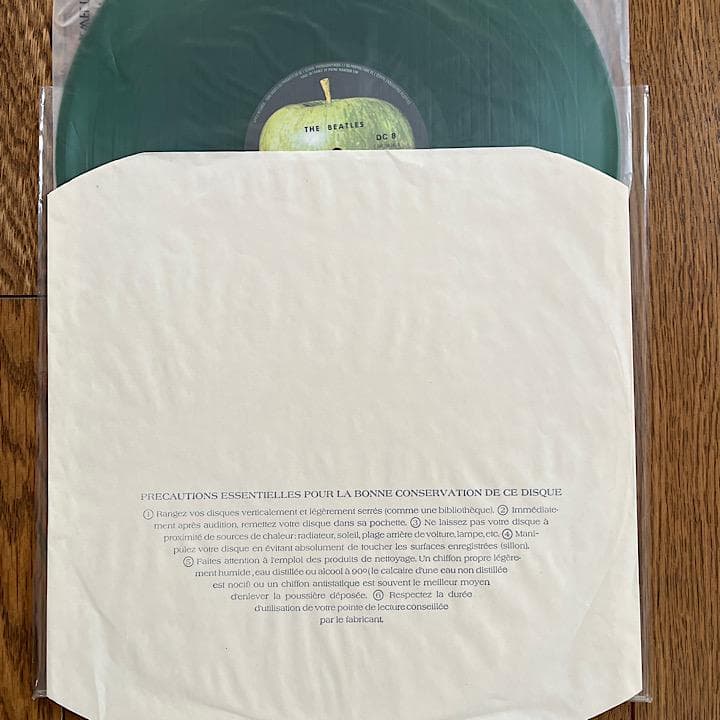 THE BEATLES
DC 8
PRECAUTIONS ESSENTIELLES POUR LA BONNE CONSERVATION DE CE DISQUE
① Rangez vos disques verticalement et légèrement serrés (comme une bibliothèque). ② Immédiate-
ment après audition, remettez votre disque dans sa pochette. ③ Ne laissez pas votre disque à
proximité de sources de chaleur: radiateur, soleil, plage arrière de voiture, lampe, etc. ④ Mani-
pulez votre disque en évitant absolument de toucher les surfaces enregistrées (sillon).
⑤ Faites attention à l'emploi des produits de nettoyage. Un chiffon propre légère-
ment humide, eau distillée ou alcool à 90° (le calcaire d'une eau non distillée
est nocif) ou un chiffon antistatique est souvent le meilleur moyen
d'enlever la poussière déposée. ⑥ Respectez la durée
d'utilisation de votre pointe de lecture conseillée
par le fabricant.